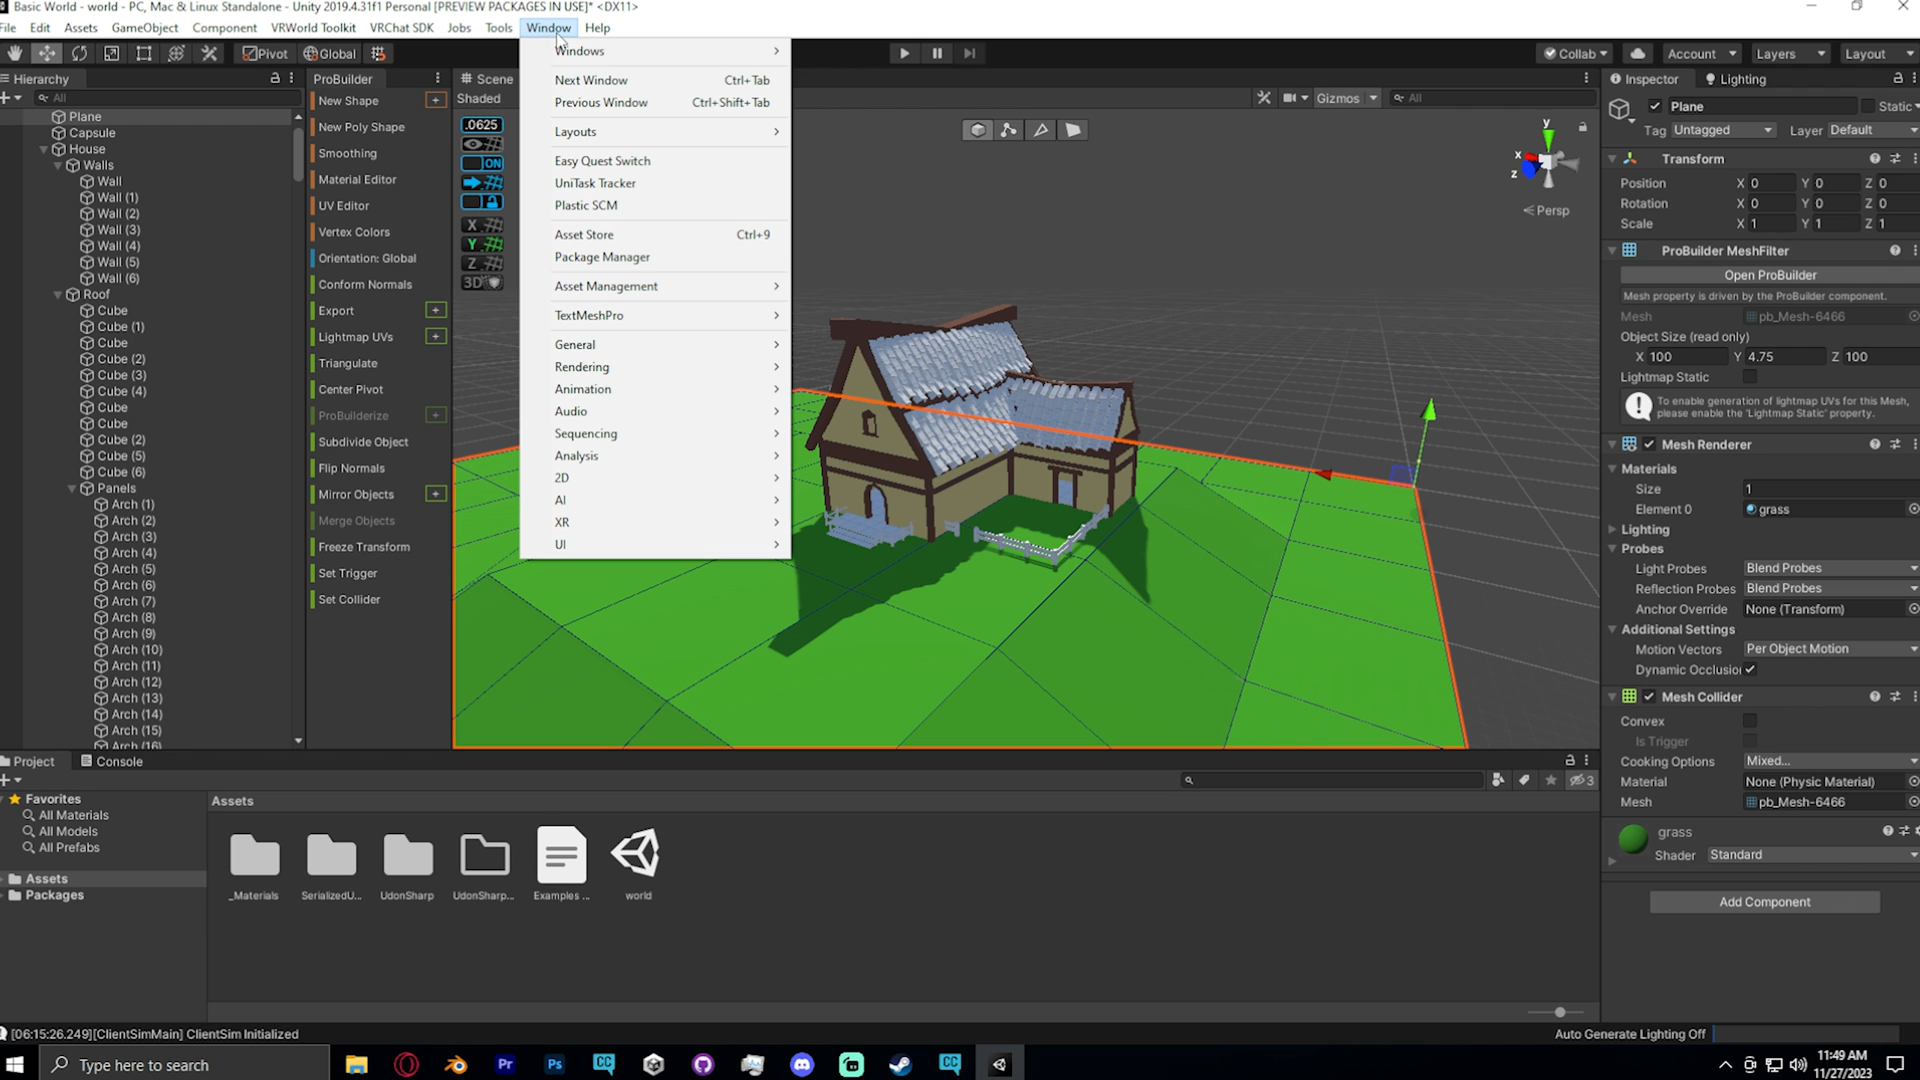 Basic World - world - PC, Mac & Linux Standalone - Unity 2019.4.31f1 Personal [PREVIEW PACKAGES IN USE]* <DX11>
File Edit Assets GameObject Component VRWorld Toolkit VRChat SDK Jobs Tools Window Help
Pivot Global Collab Account Layers Layout
Hierarchy
All
Plane
Capsule
House
Walls
Wall
Wall (1)
Wall (2)
Wall (3)
Wall (4)
Wall (5)
Wall (6)
Roof
Cube
Cube (1)
Cube
Cube (2)
Cube (3)
Cube (4)
Cube
Cube
Cube (2)
Cube (5)
Cube (6)
Panels
Arch (1)
Arch (2)
Arch (3)
Arch (4)
Arch (5)
Arch (6)
Arch (7)
Arch (8)
Arch (9)
Arch (10)
Arch (11)
Arch (12)
Arch (13)
Arch (14)
Arch (15)
Arch (16)
ProBuilder
New Shape +
New Poly Shape
Smoothing
Material Editor
UV Editor
Vertex Colors
Orientation: Global
Conform Normals
Export +
Lightmap UVs +
Triangulate
Center Pivot
ProBuilderize +
Subdivide Object
Flip Normals
Mirror Objects +
Merge Objects
Freeze Transform
Set Trigger
Set Collider
Scene
Shaded
Gizmos All
.0625
ON
X
Y
Z
3D
Windows
Next Window Ctrl+Tab
Previous Window Ctrl+Shift+Tab
Layouts
Easy Quest Switch
UniTask Tracker
Plastic SCM
Asset Store Ctrl+9
Package Manager
Asset Management
TextMeshPro
General
Rendering
Animation
Audio
Sequencing
Analysis
2D
AI
XR
UI
y
x
z
Persp
Inspector Lighting
Plane Static
Tag Untagged Layer Default
Transform
Position X 0 Y 0 Z 0
Rotation X 0 Y 0 Z 0
Scale X 1 Y 1 Z 1
ProBuilder MeshFilter
Open ProBuilder
Mesh property is driven by the ProBuilder component.
Mesh pb_Mesh-6466
Object Size (read only)
X 100 Y 4.75 Z 100
Lightmap Static
To enable generation of lightmap UVs for this Mesh,
please enable the 'Lightmap Static' property.
Mesh Renderer
Materials
Size 1
Element 0 grass
Lighting
Probes
Light Probes Blend Probes
Reflection Probes Blend Probes
Anchor Override None (Transform)
Additional Settings
Motion Vectors Per Object Motion
Dynamic Occlusio
Mesh Collider
Convex
Is Trigger
Cooking Options Mixed...
Material None (Physic Material)
Mesh pb_Mesh-6466
grass
Shader Standard
Add Component
Project Console
3
Favorites
All Materials
All Models
All Prefabs
Assets
Packages
Assets
_Materials SerializedU... UdonSharp UdonSharp... Examples ... world
[06:15:26.249][ClientSimMain] ClientSim Initialized
Auto Generate Lighting Off
Type here to search
Pr Ps CC CC
11:49 AM
11/27/2023